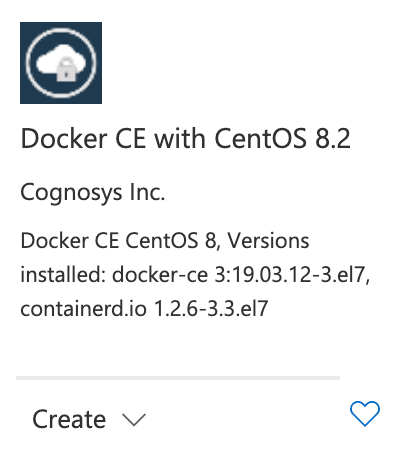 Docker CE with CentOS 8.2
Cognosys Inc.
Docker CE CentOS 8, Versions
installed: docker-ce 3:19.03.12-3.el7,
containerd.io 1.2.6-3.3.el7
Create